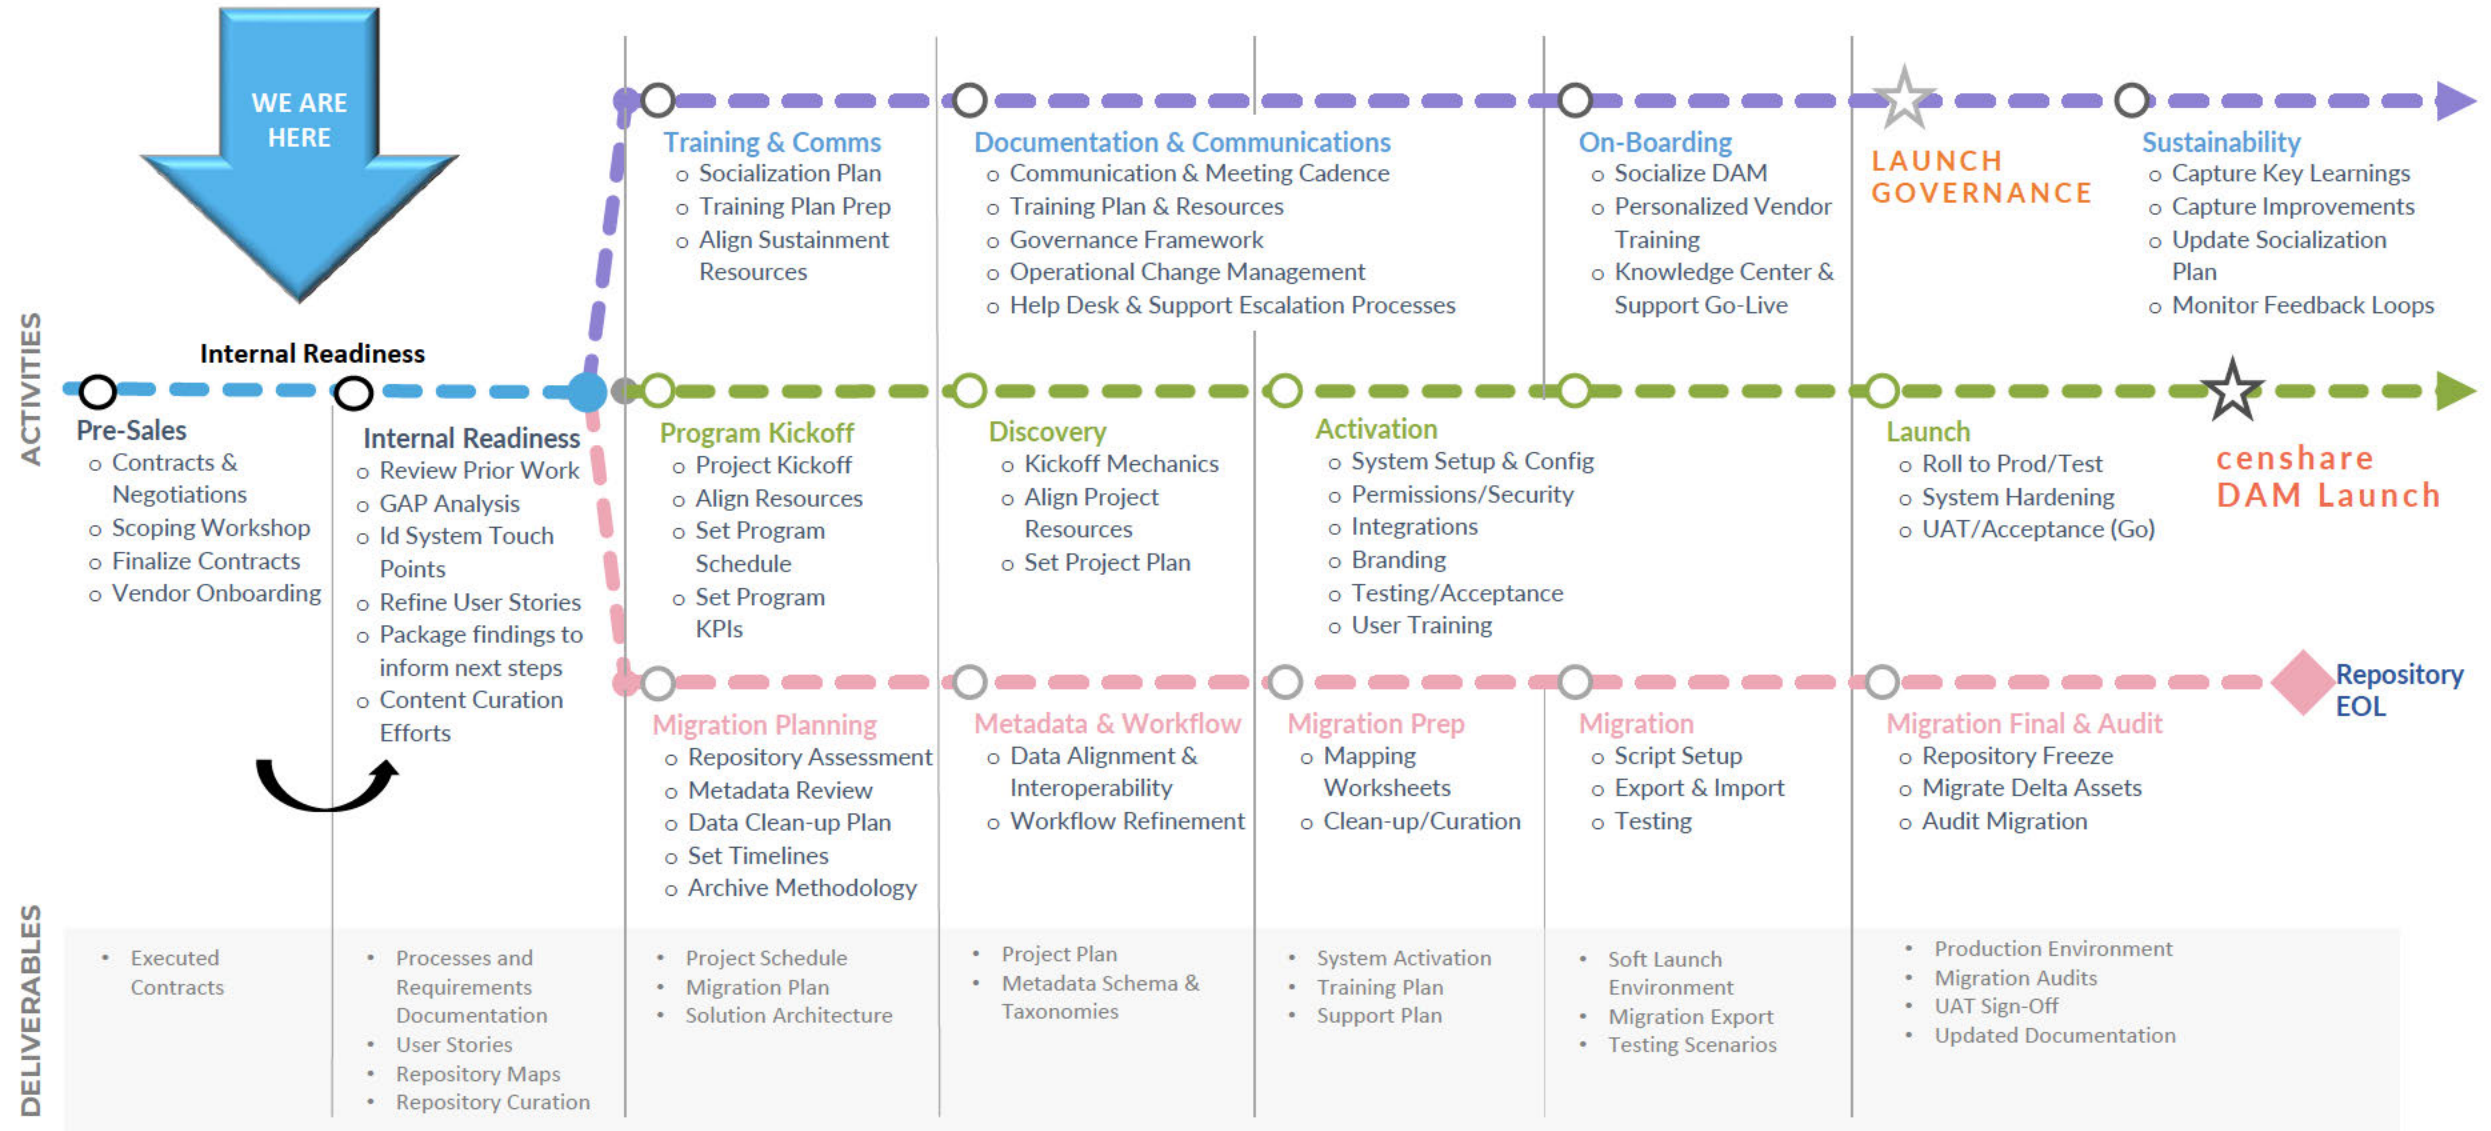 WE ARE
HERE
ACTIVITIES
Training & Comms
o Socialization Plan
o Training Plan Prep
o Align Sustainment
Resources
Documentation & Communications
o Communication & Meeting Cadence
o Training Plan & Resources
o Governance Framework
o Operational Change Management
o Help Desk & Support Escalation Processes
On-Boarding
o Socialize DAM
o Personalized Vendor
Training
o Knowledge Center &
Support Go-Live
LAUNCH
GOVERNANCE
Sustainability
o Capture Key Learnings
o Capture Improvements
o Update Socialization
Plan
o Monitor Feedback Loops
Internal Readiness
Pre-Sales
o Contracts &
Negotiations
o Scoping Workshop
o Finalize Contracts
o Vendor Onboarding
Internal Readiness
o Review Prior Work
o GAP Analysis
o Id System Touch
Points
o Refine User Stories
o Package findings to
inform next steps
o Content Curation
Efforts
Program Kickoff
o Project Kickoff
o Align Resources
o Set Program
Schedule
o Set Program
KPIs
Discovery
o Kickoff Mechanics
o Align Project
Resources
o Set Project Plan
Activation
o System Setup & Config
o Permissions/Security
o Integrations
o Branding
o Testing/Acceptance
o User Training
Launch
o Roll to Prod/Test
o System Hardening
o UAT/Acceptance (Go)
censhare
DAM Launch
Migration Planning
o Repository Assessment
o Metadata Review
o Data Clean-up Plan
o Set Timelines
o Archive Methodology
Metadata & Workflow
o Data Alignment &
Interoperability
o Workflow Refinement
Migration Prep
o Mapping
Worksheets
o Clean-up/Curation
Migration
o Script Setup
o Export & Import
o Testing
Migration Final & Audit
o Repository Freeze
o Migrate Delta Assets
o Audit Migration
Repository
EOL
DELIVERABLES
• Executed
Contracts
• Processes and
Requirements
Documentation
• User Stories
• Repository Maps
• Repository Curation
• Project Schedule
• Migration Plan
• Solution Architecture
• Project Plan
• Metadata Schema &
Taxonomies
• System Activation
• Training Plan
• Support Plan
• Soft Launch
Environment
• Migration Export
• Testing Scenarios
• Production Environment
• Migration Audits
• UAT Sign-Off
• Updated Documentation